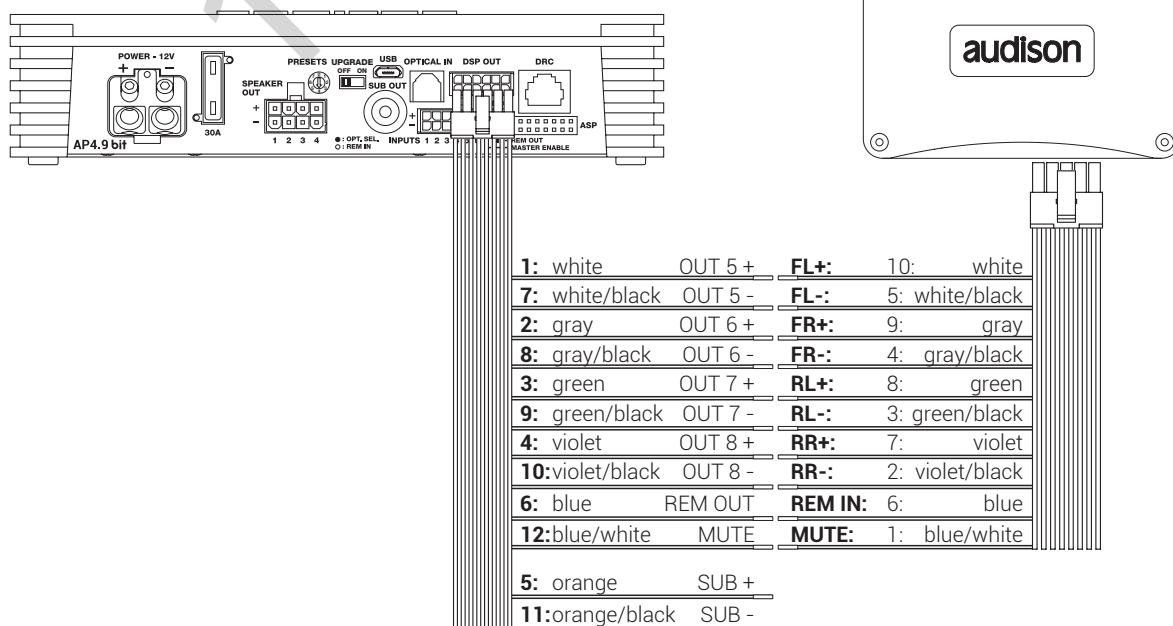 audison
POWER - 12V
+ -
30A
SPEAKER OUT
+
-
1 2 3 4
PRESETS UPGRADE USB OPTICAL IN DSP OUT DRC
OFF ON
SUB OUT
●: OPT. SEL.
○: REM IN
+
-
INPUTS 1 2 3
ASP
REM OUT
MASTER ENABLE
AP4.9 bit
1: white OUT 5 + FL+: 10: white
7: white/black OUT 5 - FL-: 5: white/black
2: gray OUT 6 + FR+: 9: gray
8: gray/black OUT 6 - FR-: 4: gray/black
3: green OUT 7 + RL+: 8: green
9: green/black OUT 7 - RL-: 3: green/black
4: violet OUT 8 + RR+: 7: violet
10: violet/black OUT 8 - RR-: 2: violet/black
6: blue REM OUT REM IN: 6: blue
12: blue/white MUTE MUTE: 1: blue/white
5: orange SUB +
11: orange/black SUB -